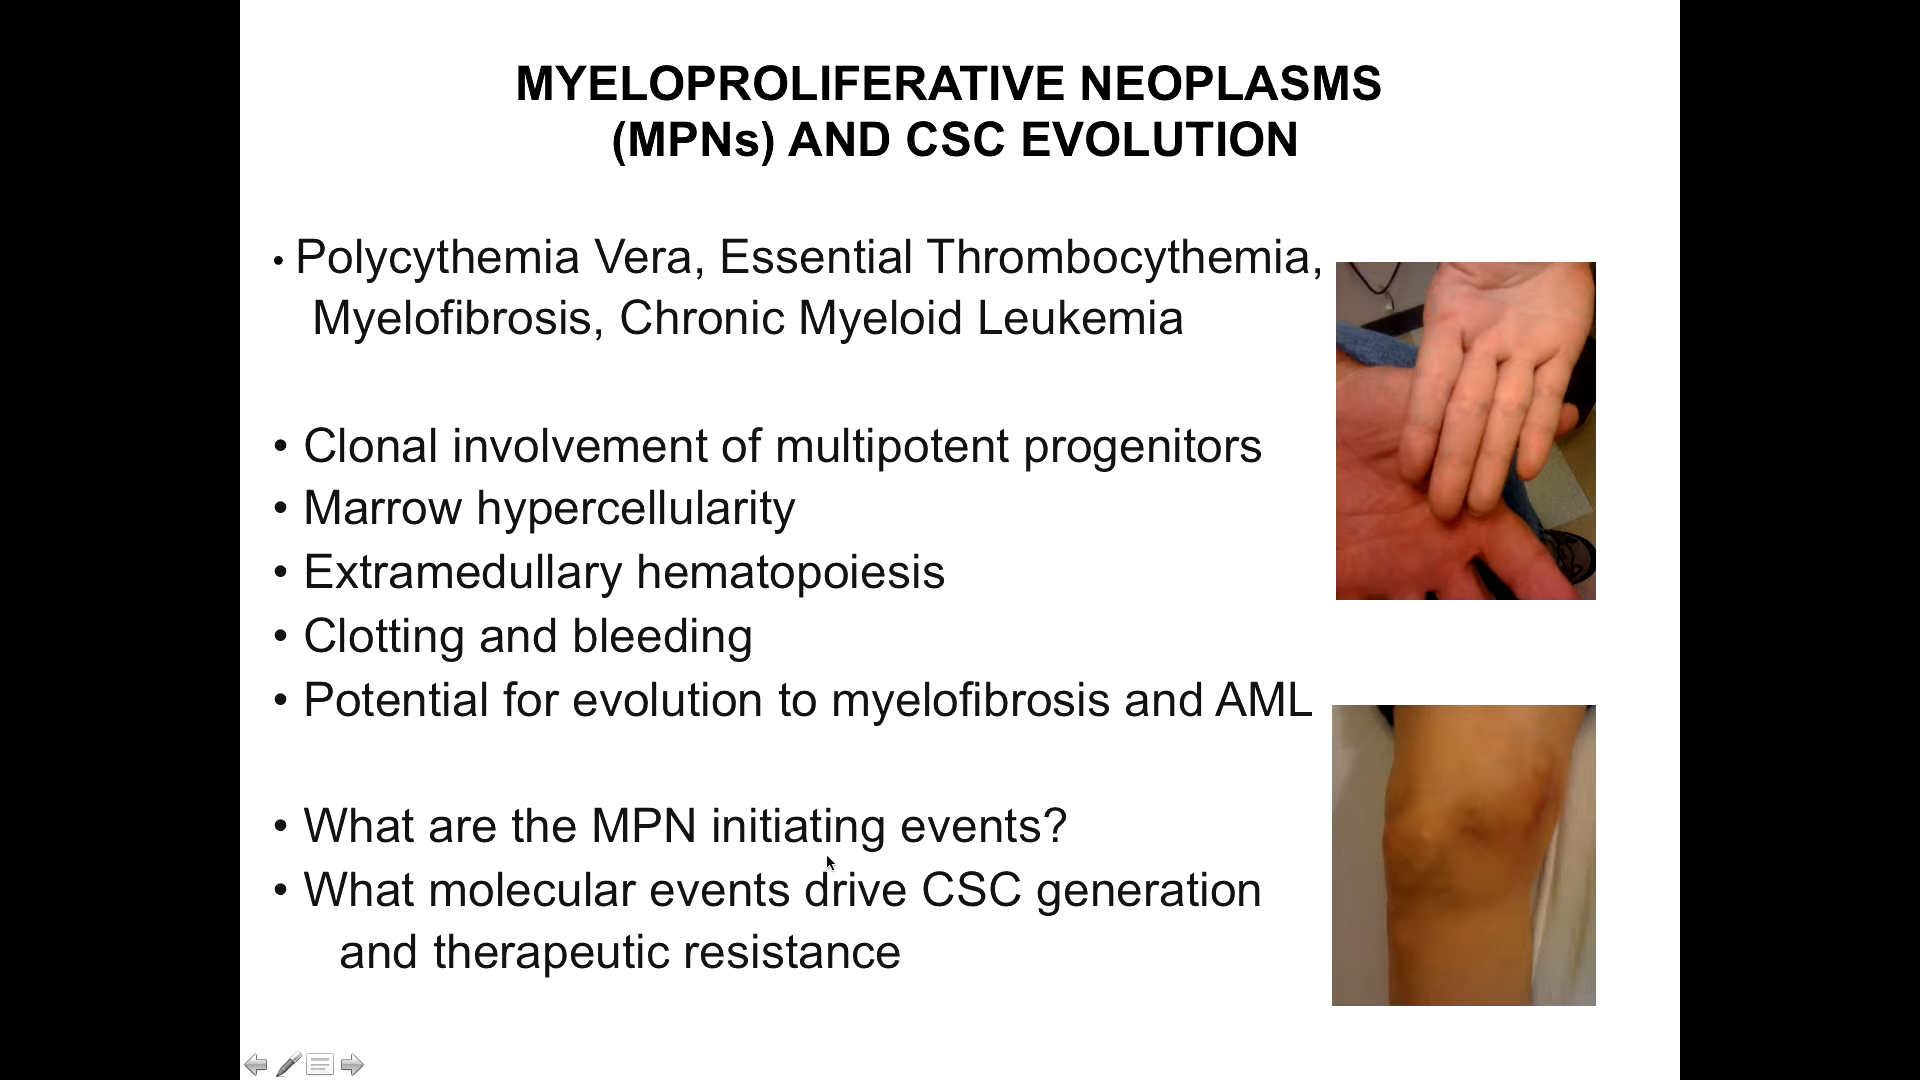 MYELOPROLIFERATIVE NEOPLASMS
(MPNs) AND CSC EVOLUTION
• Polycythemia Vera, Essential Thrombocythemia,
Myelofibrosis, Chronic Myeloid Leukemia
• Clonal involvement of multipotent progenitors
• Marrow hypercellularity
• Extramedullary hematopoiesis
• Clotting and bleeding
• Potential for evolution to myelofibrosis and AML
• What are the MPN initiating events?
• What molecular events drive CSC generation
and therapeutic resistance